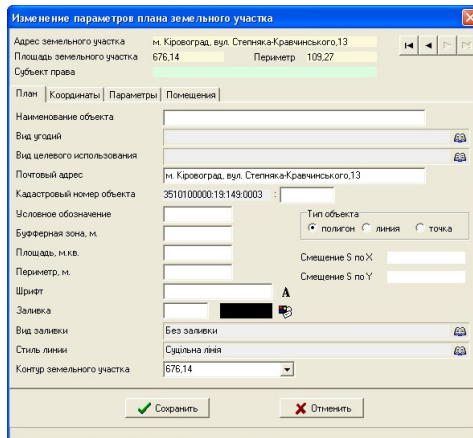 Изменение параметров плана земельного участка
Адрес земельного участка м. Кіровоград, вул. Степняка-Кравчинського,13
Площадь земельного участка 676,14 Периметр 109,27
Субъект права
План Координаты Параметры Помещения
Наименование объекта
Вид угодий
Вид целевого использования
Почтовый адрес м. Кіровоград, вул. Степняка-Кравчинського,13
Кадастровый номер объекта 3510100000:19:149:0003 :
Условное обозначение Тип объекта
Буфферная зона, м. полигон линия точка
Площадь, м.кв. Смещение S по X
Периметр, м. Смещение S по Y
Шрифт A
Заливка
Вид заливки Без заливки
Стиль линии Суцільна лінія
Контур земельного участка 676,14
Сохранить Отменить